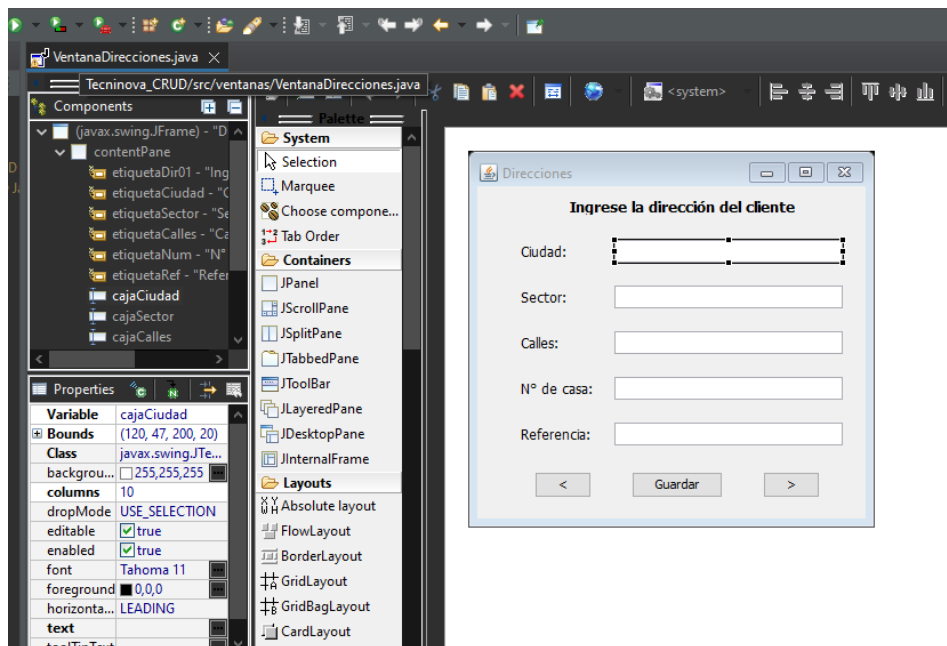 VentanaDirecciones.java
Tecninova_CRUD/src/ventanas/VentanaDirecciones.java
<system>
Components
(javax.swing.JFrame) - "D
contentPane
etiquetaDir01 - "Ing
etiquetaCiudad - "C
etiquetaSector - "Se
etiquetaCalles - "Ca
etiquetaNum - "N°
etiquetaRef - "Refer
cajaCiudad
cajaSector
cajaCalles
Properties
Variable cajaCiudad
Bounds (120, 47, 200, 20)
Class javax.swing.JTe...
backgrou... 255,255,255
columns 10
dropMode USE_SELECTION
editable true
enabled true
font Tahoma 11
foreground 0,0,0
horizonta... LEADING
text
toolTipText
Palette
System
Selection
Marquee
Choose compone...
Tab Order
Containers
JPanel
JScrollPane
JSplitPane
JTabbedPane
JToolBar
JLayeredPane
JDesktopPane
JInternalFrame
Layouts
Absolute layout
FlowLayout
BorderLayout
GridLayout
GridBagLayout
CardLayout
Direcciones
Ingrese la dirección del cliente
Ciudad:
Sector:
Calles:
N° de casa:
Referencia:
< Guardar >